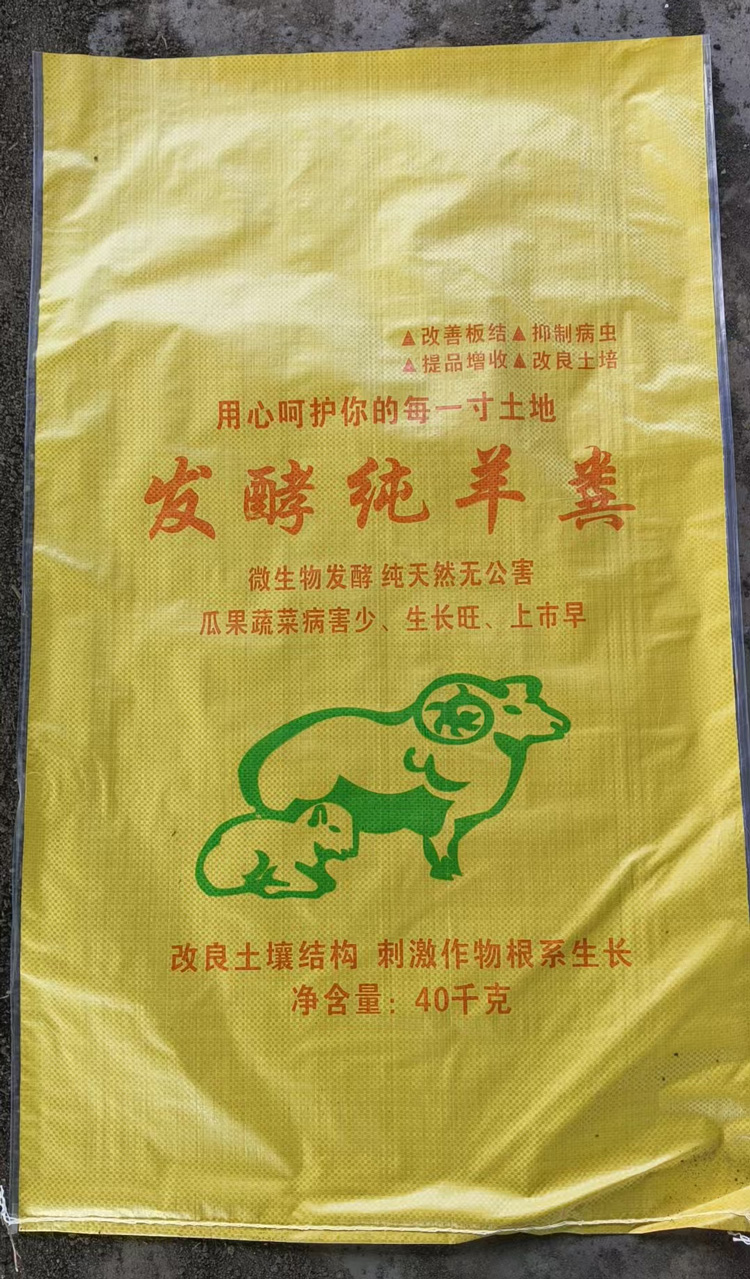 ▲改善板结▲抑制病虫
▲提品增收▲改良土培
用心呵护你的每一寸土地
发酵纯羊粪
微生物发酵 纯天然无公害
瓜果蔬菜病害少、生长旺、上市早
改良土壤结构 刺激作物根系生长
净含量：40千克